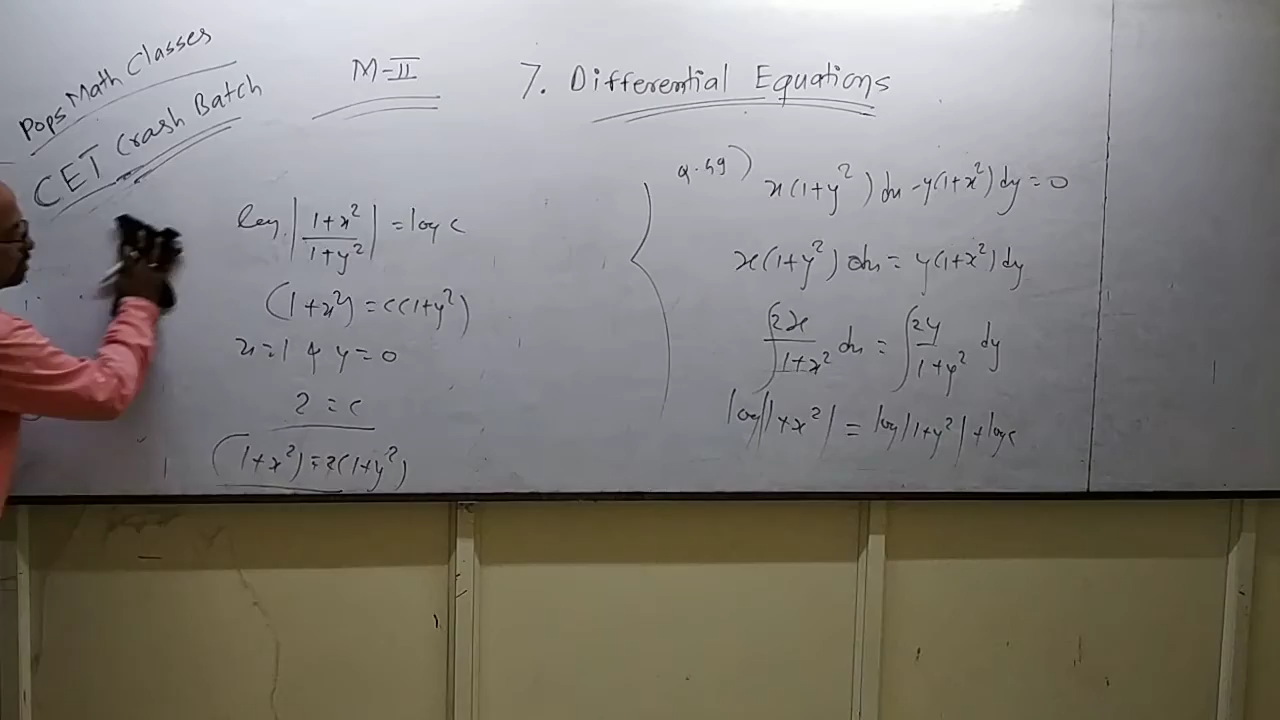 Pops Math Classes
CET Crash Batch
M-II
7. Differential Equations
Q.49) x(1+y²)dx - y(1+x²)dy = 0
x(1+y²)dx = y(1+x²)dy
∫ 2x/(1+x²) dx = ∫ 2y/(1+y²) dy
log|1+x²| = log|1+y²| + log c
log |(1+x²)/(1+y²)| = log c
(1+x²) = c(1+y²)
x=1 & y=0
2 = c
(1+x²) = 2(1+y²)